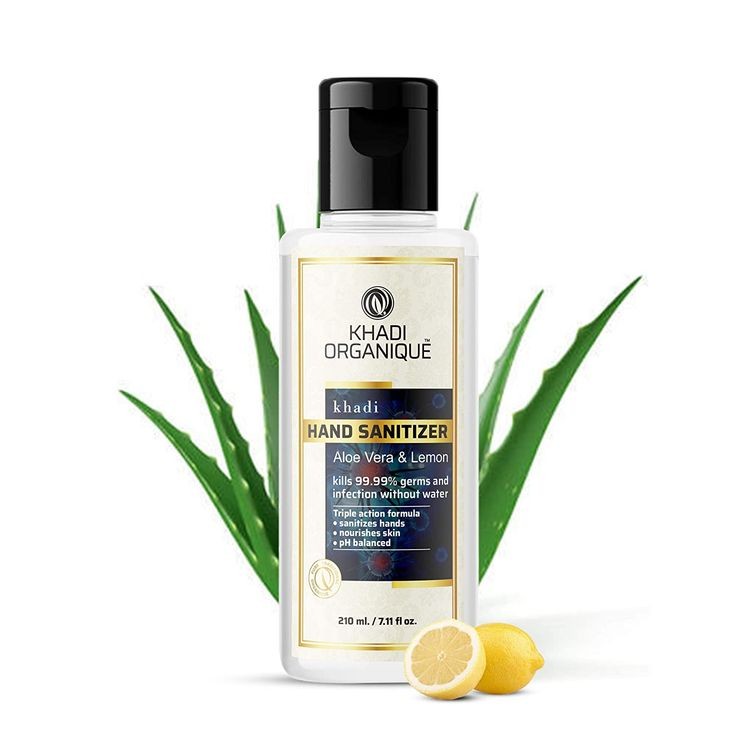 KHADI
ORGANIQUE™
khadi
HAND SANITIZER
Aloe Vera & Lemon
kills 99.99% germs and
infection without water
Triple action formula
• sanitizes hands
• nourishes skin
• pH balanced
210 ml. / 7.11 fl oz.